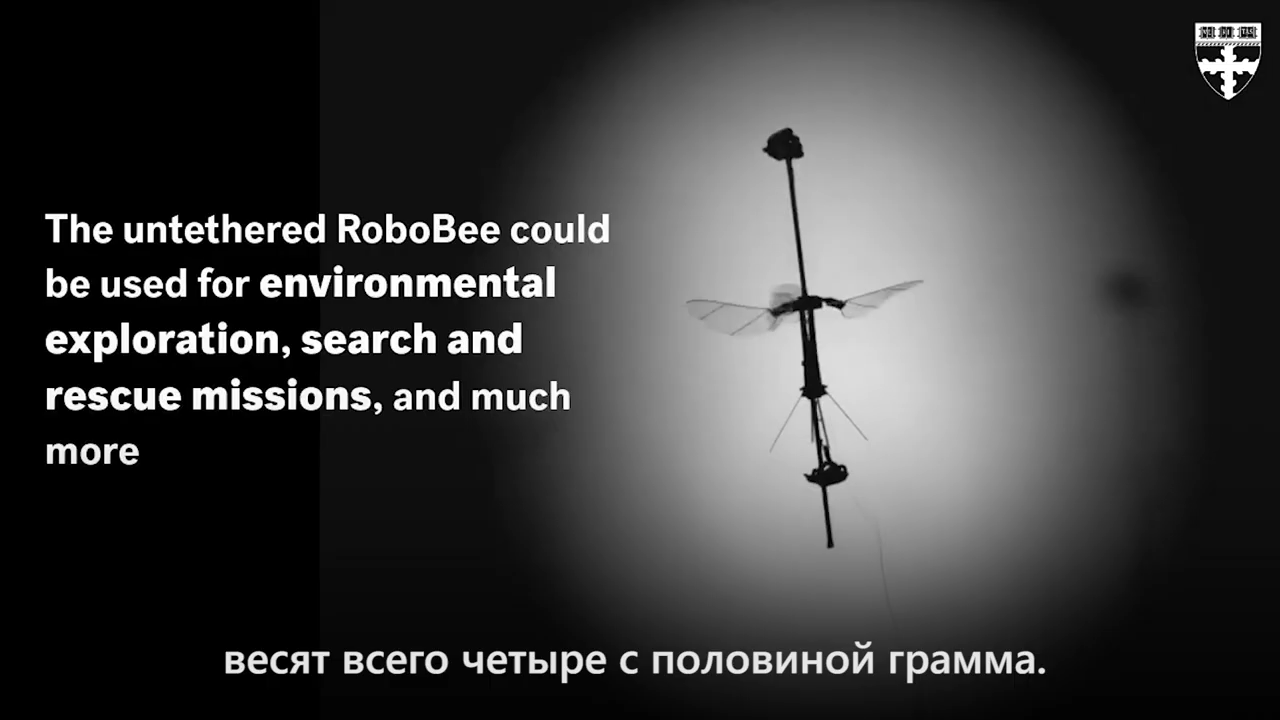 The untethered RoboBee could
be used for environmental
exploration, search and
rescue missions, and much
more
весят всего четыре с половиной грамма.